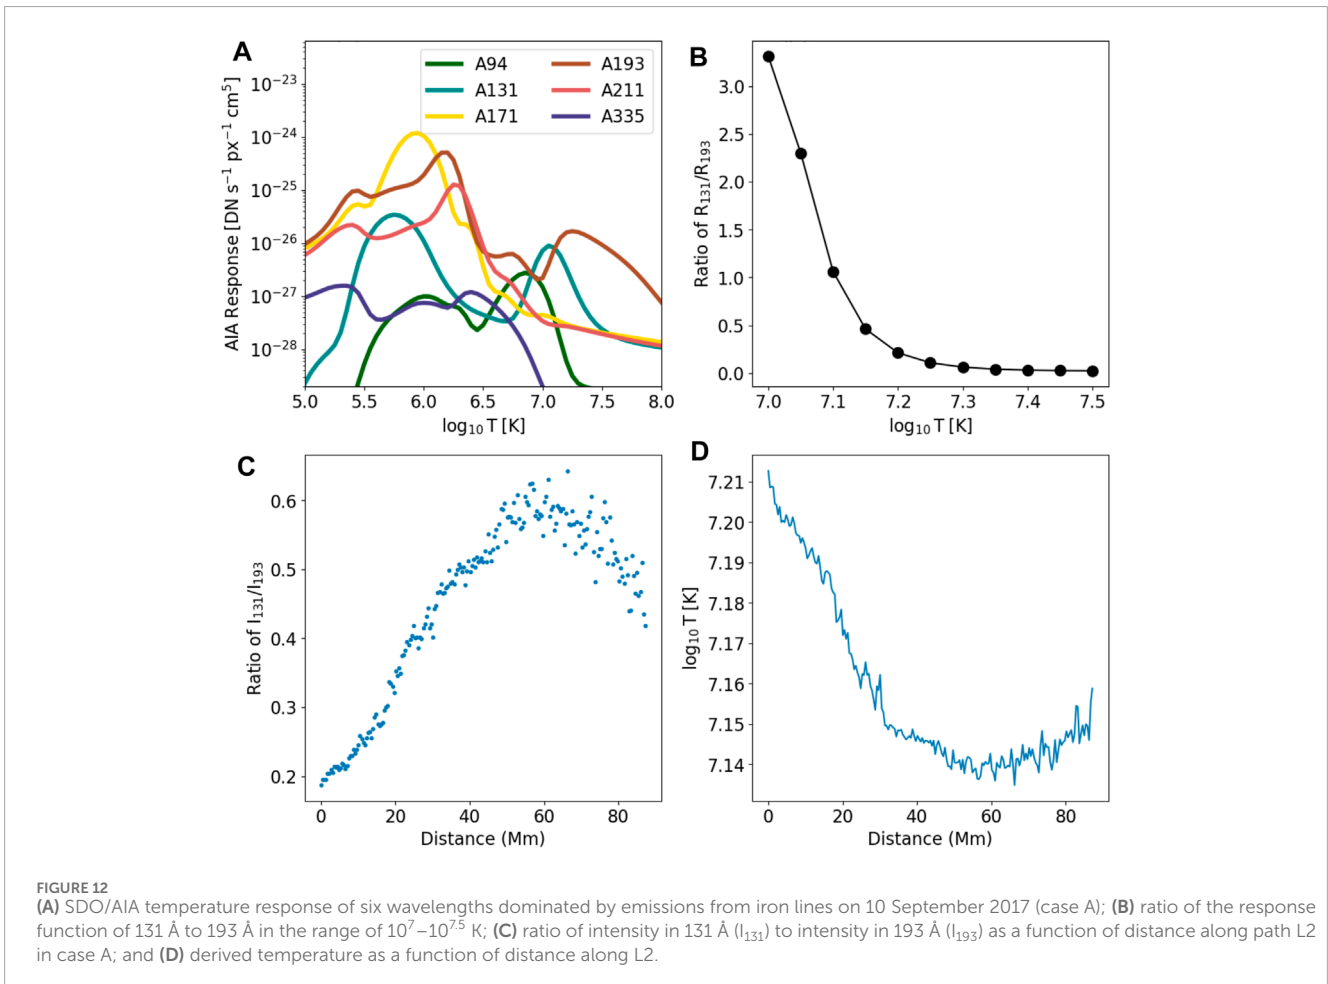 A
AIA Response [DN s⁻¹ px⁻¹ cm⁵]
10⁻²³
10⁻²⁴
10⁻²⁵
10⁻²⁶
10⁻²⁷
10⁻²⁸
A94
A131
A171
A193
A211
A335
5.0 5.5 6.0 6.5 7.0 7.5 8.0
log₁₀ T [K]
B
Ratio of R₁₃₁/R₁₉₃
3.0
2.5
2.0
1.5
1.0
0.5
0.0
7.0 7.1 7.2 7.3 7.4 7.5
log₁₀ T [K]
C
Ratio of I₁₃₁/I₁₉₃
0.6
0.5
0.4
0.3
0.2
0 20 40 60 80
Distance (Mm)
D
log₁₀ T [K]
7.21
7.20
7.19
7.18
7.17
7.16
7.15
7.14
0 20 40 60 80
Distance (Mm)
FIGURE 12
(A) SDO/AIA temperature response of six wavelengths dominated by emissions from iron lines on 10 September 2017 (case A); (B) ratio of the response
function of 131 Å to 193 Å in the range of 10⁷–10⁷·⁵ K; (C) ratio of intensity in 131 Å (I₁₃₁) to intensity in 193 Å (I₁₉₃) as a function of distance along path L2
in case A; and (D) derived temperature as a function of distance along L2.